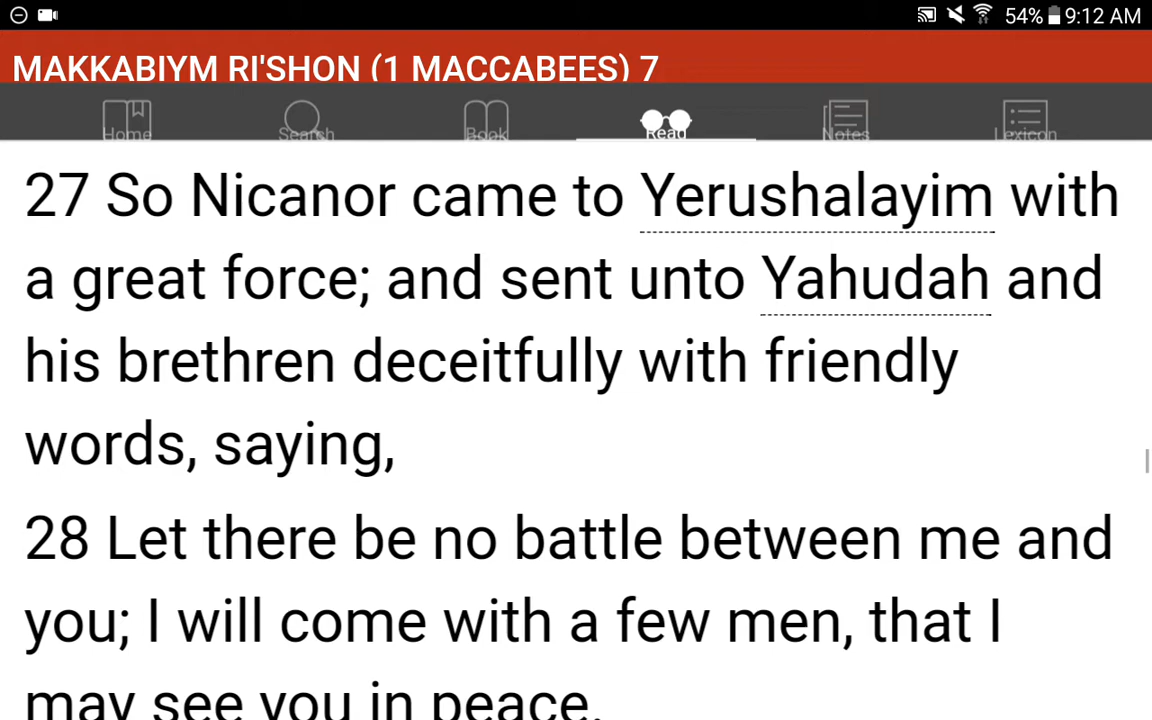 54% 9:12 AM
MAKKABIYM RI'SHON (1 MACCABEES) 7
Home Search Book Read Notes Lexicon
27 So Nicanor came to Yerushalayim with
a great force; and sent unto Yahudah and
his brethren deceitfully with friendly
words, saying,
28 Let there be no battle between me and
you; I will come with a few men, that I
may see you in peace.